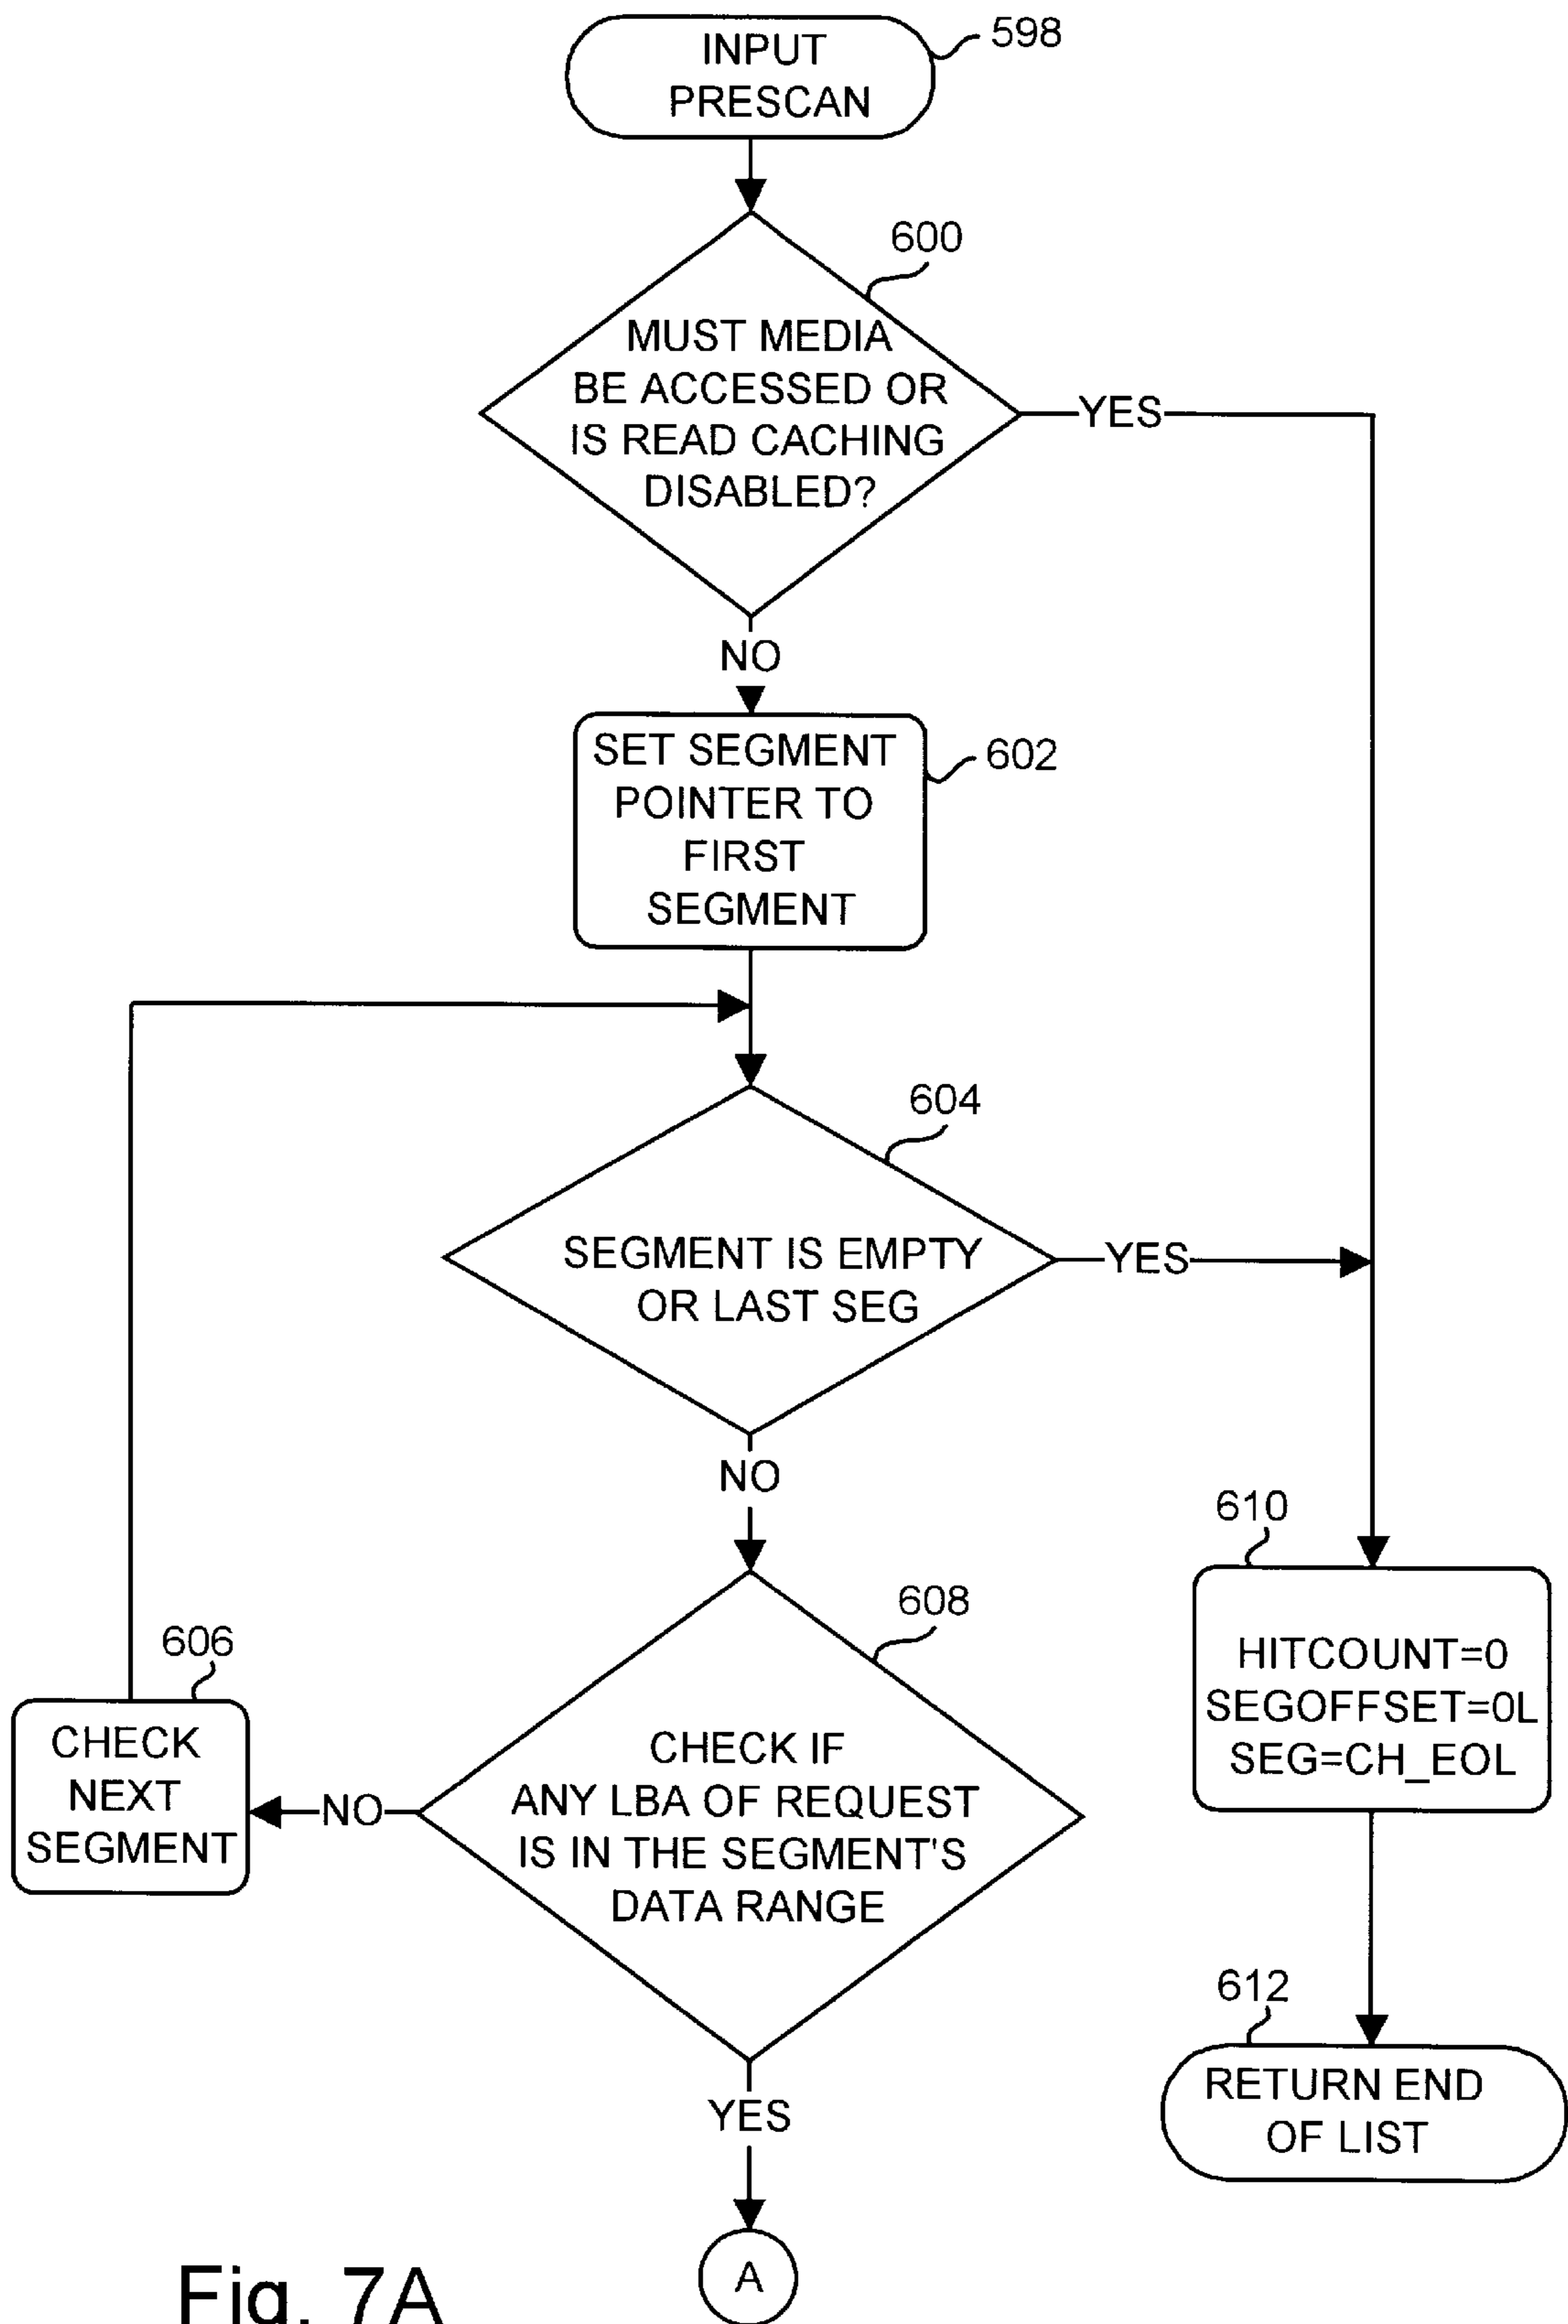 INPUT
PRESCAN
598
600
MUST MEDIA
BE ACCESSED OR
IS READ CACHING
DISABLED?
YES
NO
SET SEGMENT
POINTER TO
FIRST
SEGMENT
602
604
SEGMENT IS EMPTY
OR LAST SEG
YES
NO
608
CHECK IF
ANY LBA OF REQUEST
IS IN THE SEGMENT'S
DATA RANGE
NO
606
CHECK
NEXT
SEGMENT
610
HITCOUNT=0
SEGOFFSET=0L
SEG=CH_EOL
612
RETURN END
OF LIST
YES
A
Fig. 7A